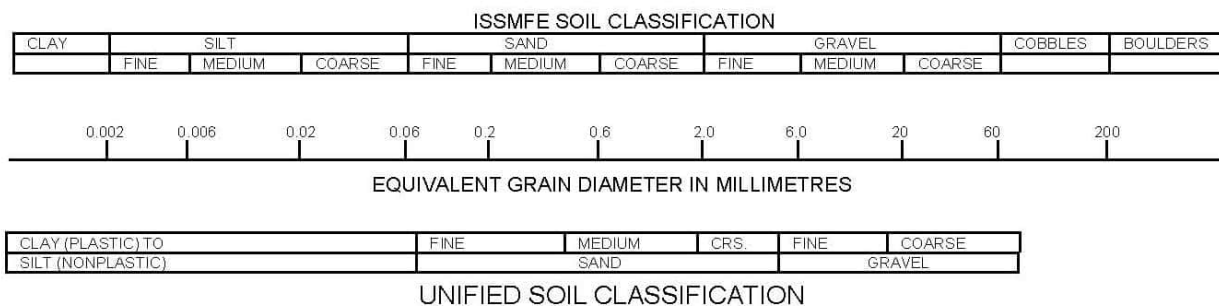 ISSMFE SOIL CLASSIFICATION
CLAY SILT SAND GRAVEL COBBLES BOULDERS
FINE MEDIUM COARSE FINE MEDIUM COARSE FINE MEDIUM COARSE
0.002 0.006 0.02 0.06 0.2 0.6 2.0 6.0 20 60 200
EQUIVALENT GRAIN DIAMETER IN MILLIMETRES
CLAY (PLASTIC) TO FINE MEDIUM CRS. FINE COARSE
SILT (NONPLASTIC) SAND GRAVEL
UNIFIED SOIL CLASSIFICATION